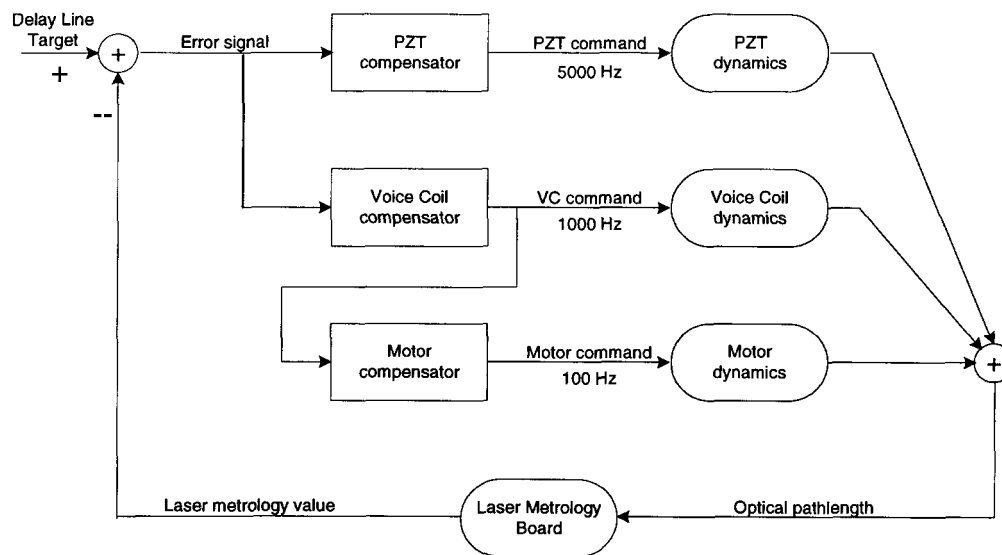 Delay Line
Target
+
+
--
Error signal
PZT
compensator
PZT command
5000 Hz
PZT
dynamics
Voice Coil
compensator
VC command
1000 Hz
Voice Coil
dynamics
Motor
compensator
Motor command
100 Hz
Motor
dynamics
+
Laser metrology value
Laser Metrology
Board
Optical pathlength